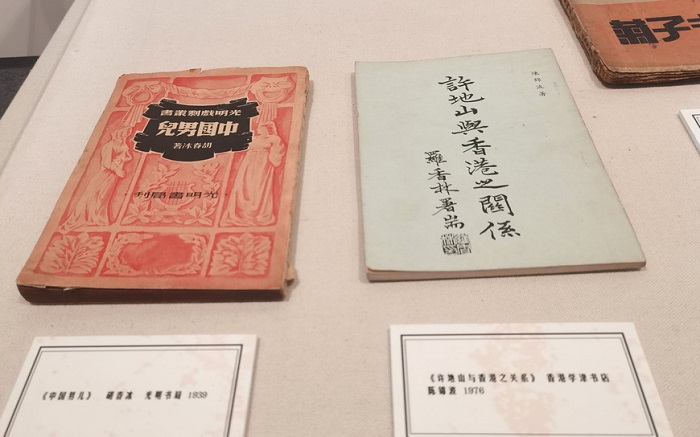 光明戲劇叢書
中國男兒
胡春冰著
光明書局刊
陳錦波著
許地山與香港之關係
羅香林署耑
《中国男儿》 胡春冰 光明书局 1939
《许地山与香港之关系》 香港学津书店
陈锦波 1976